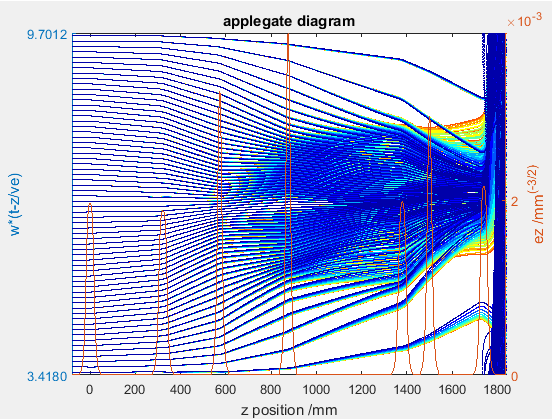 applegate diagram
×10⁻³
9.7012
w*(t-z/ve)
3.4180
2
0
ez /mm^(-3/2)
0 200 400 600 800 1000 1200 1400 1600 1800
z position /mm